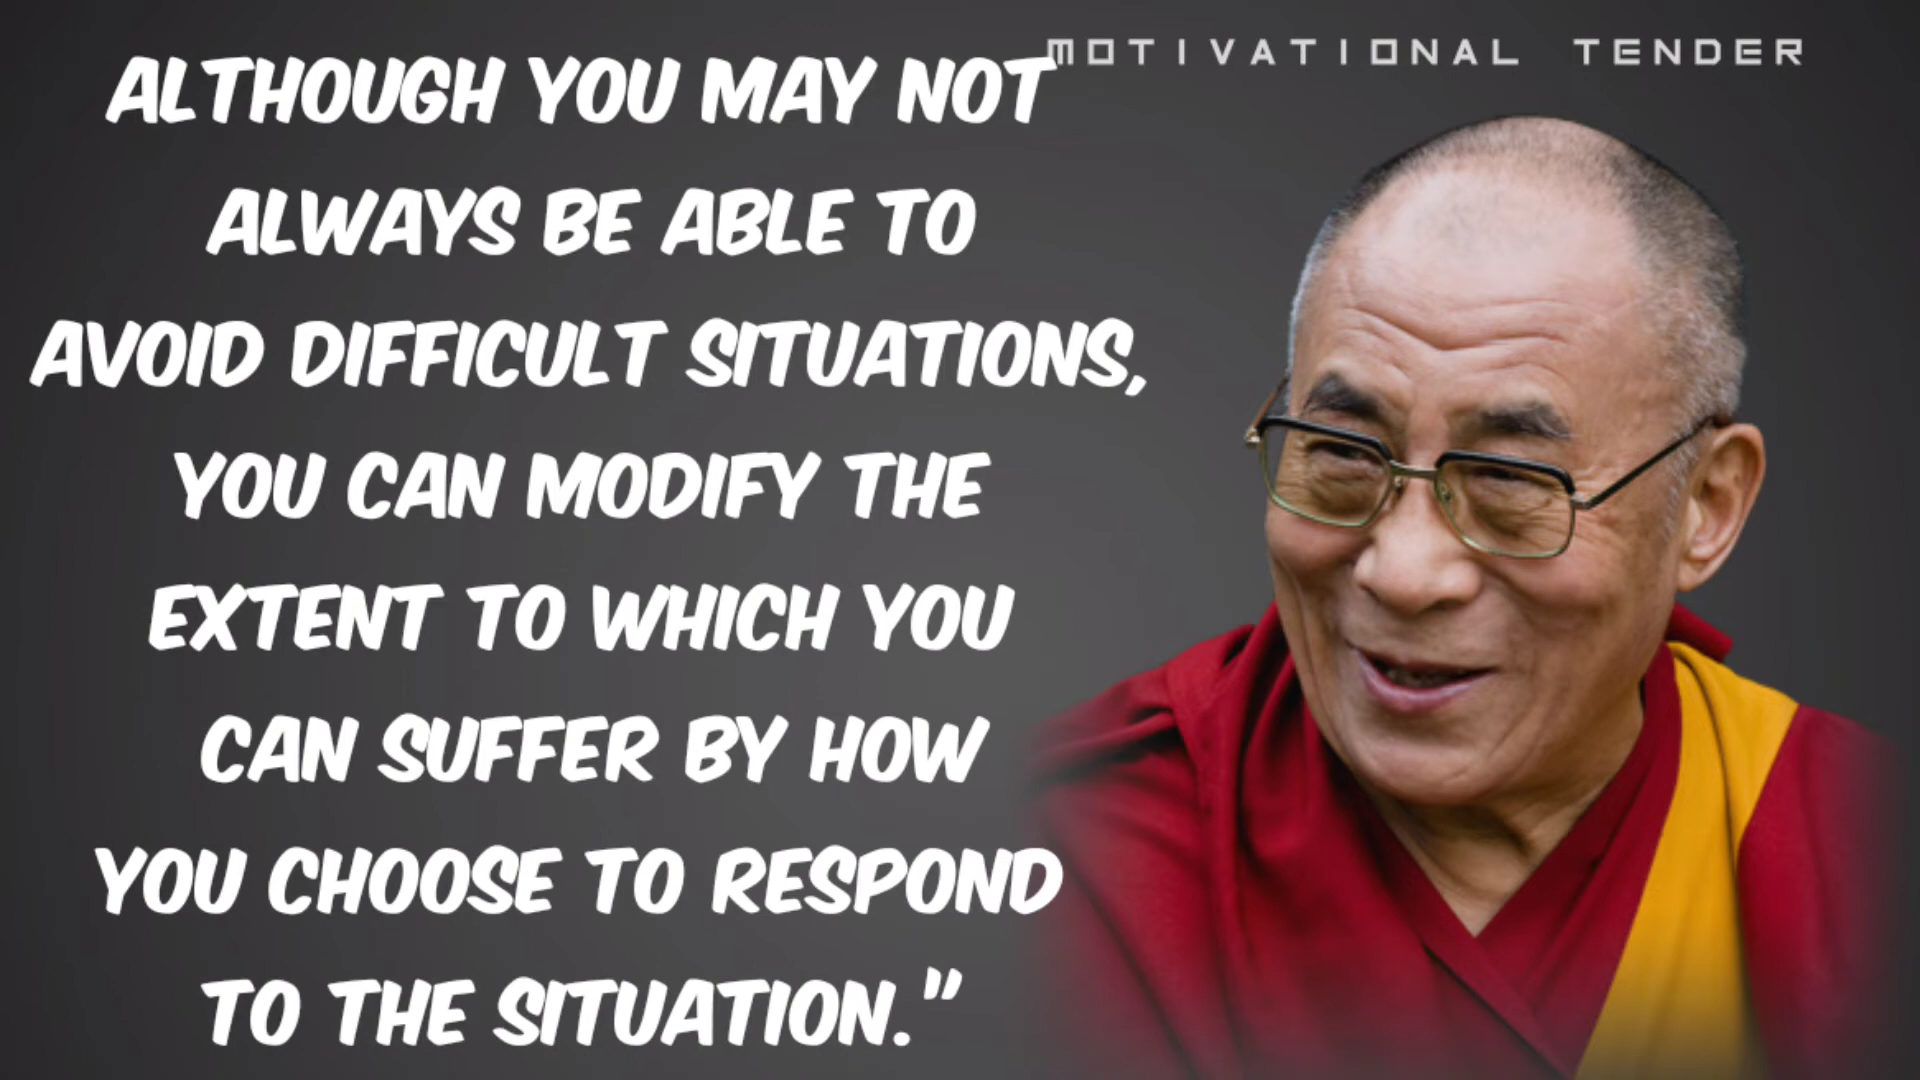 MOTIVATIONAL TENDER
ALTHOUGH YOU MAY NOT
ALWAYS BE ABLE TO
AVOID DIFFICULT SITUATIONS,
YOU CAN MODIFY THE
EXTENT TO WHICH YOU
CAN SUFFER BY HOW
YOU CHOOSE TO RESPOND
TO THE SITUATION."